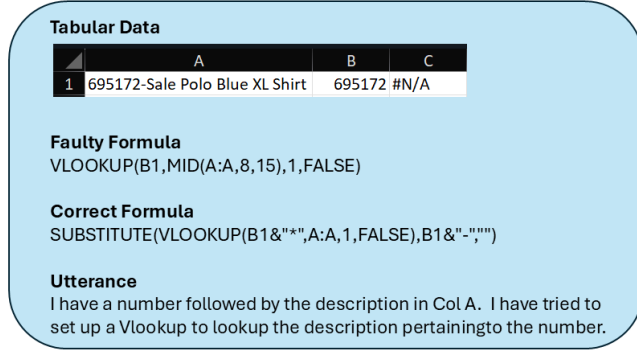 Tabular Data
A B C
1 695172-Sale Polo Blue XL Shirt 695172 #N/A
Faulty Formula
VLOOKUP(B1,MID(A:A,8,15),1,FALSE)
Correct Formula
SUBSTITUTE(VLOOKUP(B1&"*",A:A,1,FALSE),B1&"-","")
Utterance
I have a number followed by the description in Col A. I have tried to
set up a Vlookup to lookup the description pertainingto the number.